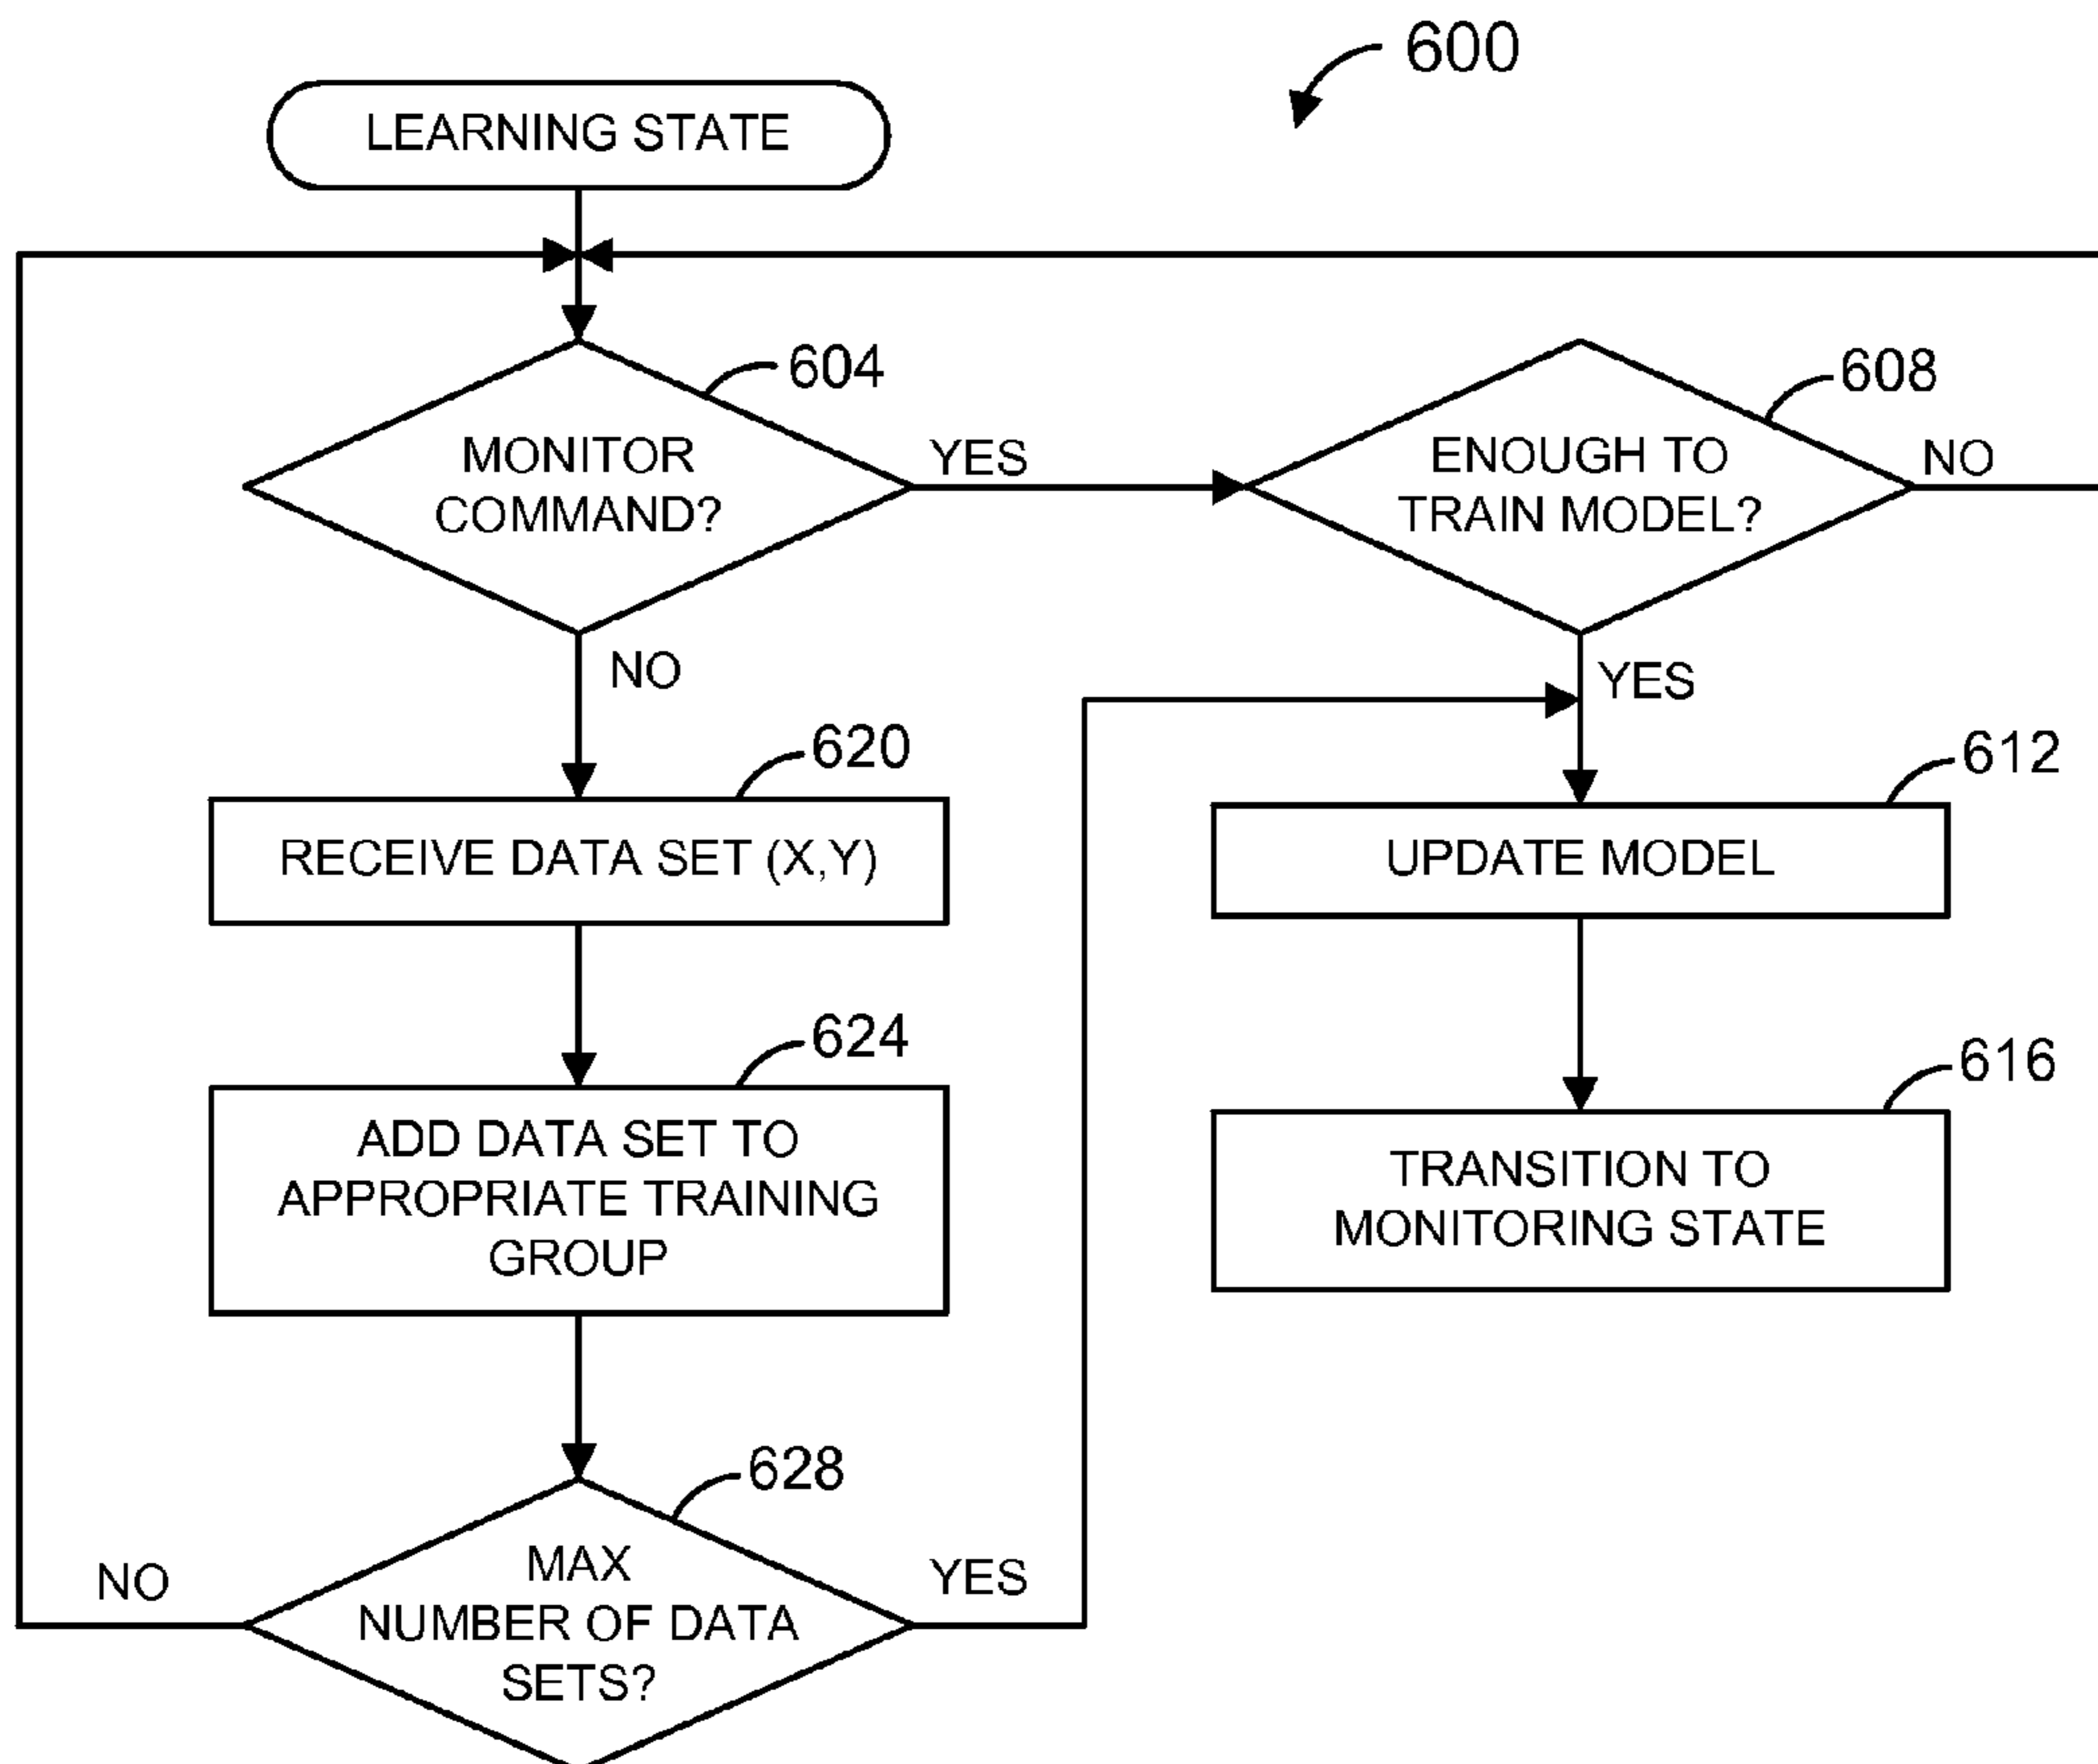 600
LEARNING STATE
604
MONITOR
COMMAND?
YES
NO
608
ENOUGH TO
TRAIN MODEL?
NO
YES
620
RECEIVE DATA SET (X,Y)
612
UPDATE MODEL
624
ADD DATA SET TO
APPROPRIATE TRAINING
GROUP
616
TRANSITION TO
MONITORING STATE
628
MAX
NUMBER OF DATA
SETS?
NO
YES